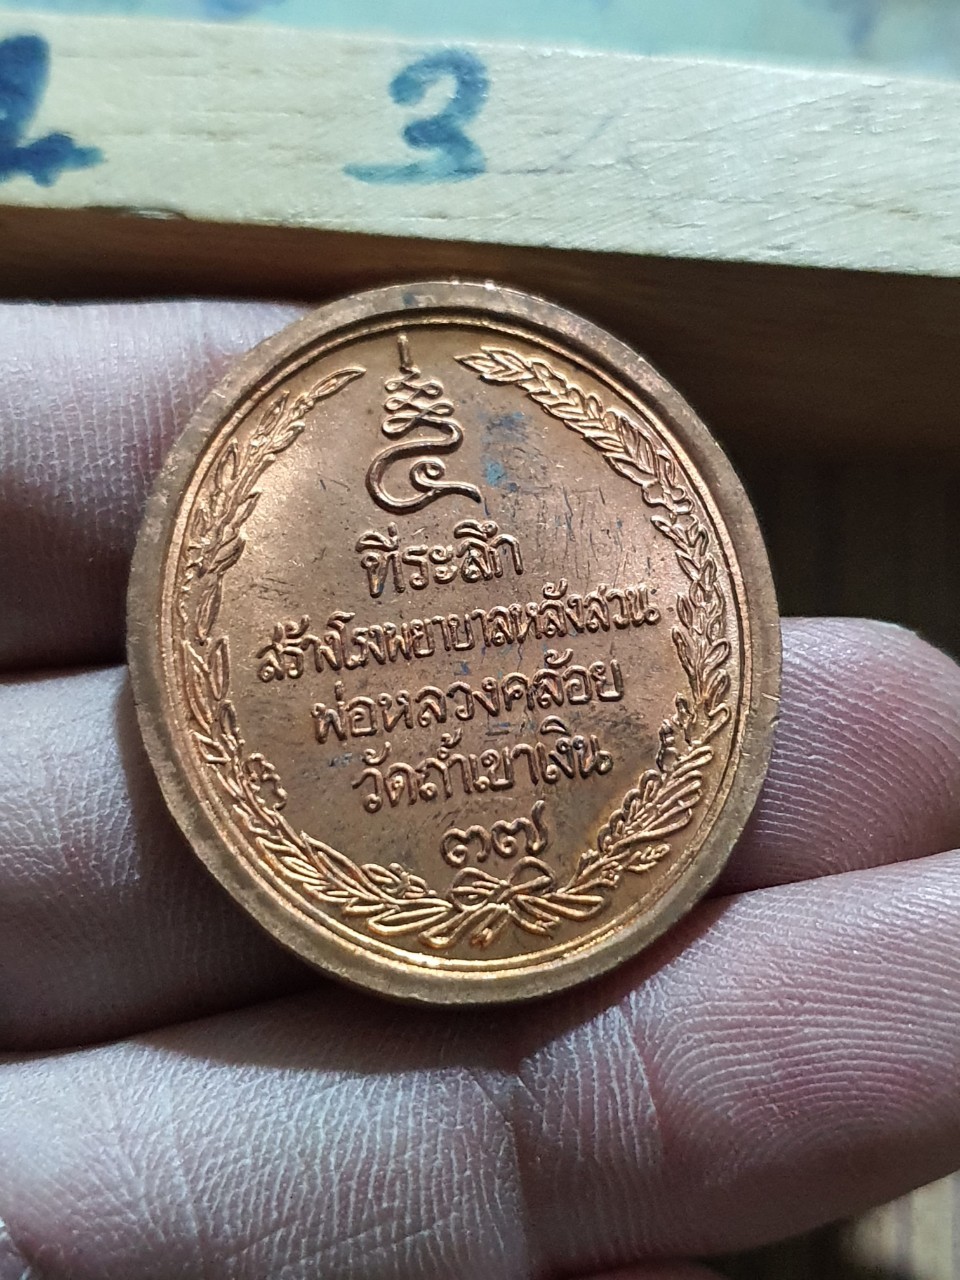 3
ที่ระลึก
สร้างโรงพยาบาลหลังสวน
พ่อหลวงคล้อย
วัดถ้ำเขาเงิน
๓๗